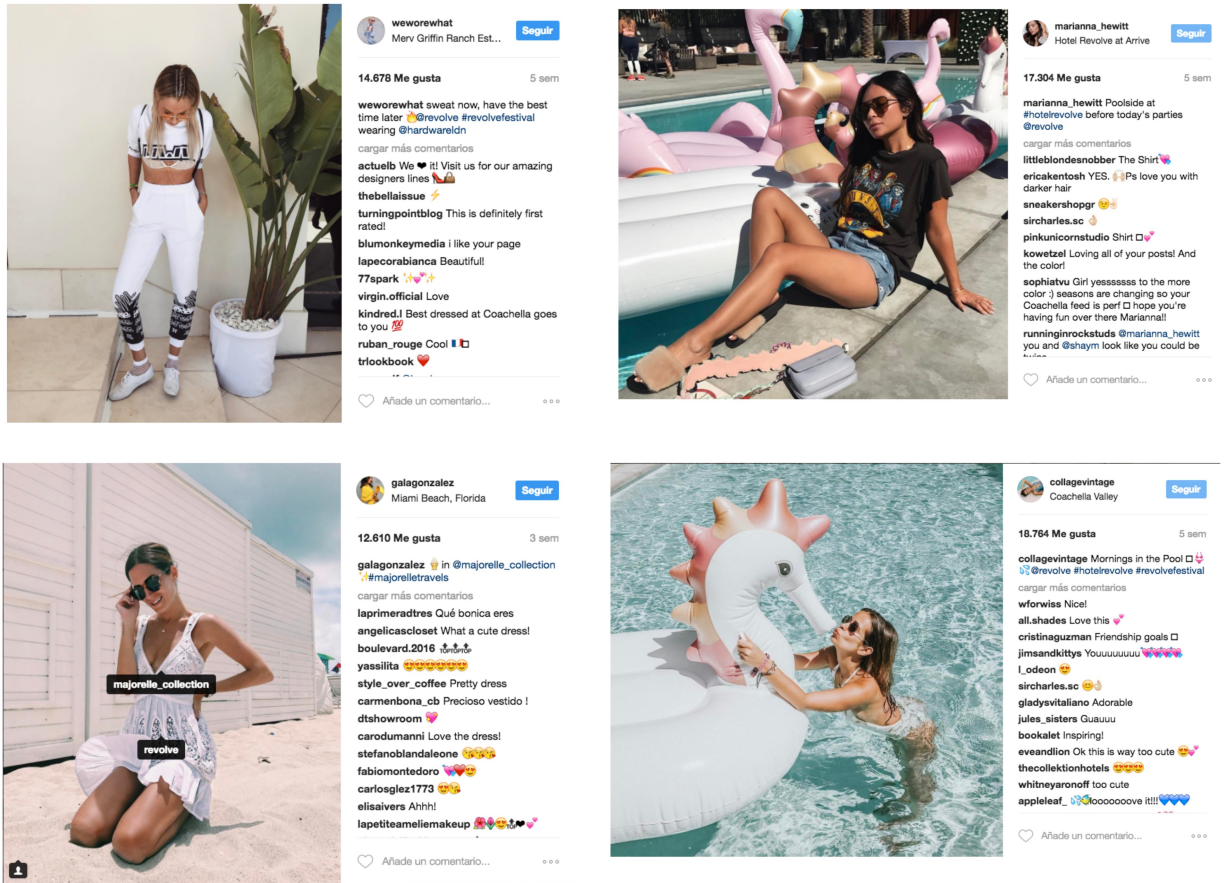 weworewhat
Merv Griffin Ranch Est...
Seguir
14.678 Me gusta
5 sem
weworewhat sweat now, have the best
time later 🔥@revolve #revolvefestival
wearing @hardwareldn
cargar más comentarios
actuelb We ❤ it! Visit us for our amazing
designers lines 👠👜
thebellaissue ⚡
turningpointblog This is definitely first
rated!
blumonkeymedia i like your page
lapecorabianca Beautiful!
77spark ✨💕✨
virgin.official Love
kindred.l Best dressed at Coachella goes
to you 💯
ruban_rouge Cool 🇫🇷
trlookbook ❤️
Añade un comentario...
marianna_hewitt
Hotel Revolve at Arrive
Seguir
17.304 Me gusta
5 sem
marianna_hewitt Poolside at
#hotelrevolve before today's parties
@revolve
cargar más comentarios
littleblondesnobber The Shirt💘
ericakentosh YES. 🙌🏻Ps love you with
darker hair
sneakershopgr 😉✌🏻
sircharles.sc 👌🏻
pinkunicornstudio Shirt 💕
kowetzel Loving all of your posts! And
the color!
sophiatvu Girl yesssssss to the more
color :) seasons are changing so your
Coachella feed is perf hope you're
having fun over there Marianna!!
runninginrockstuds @marianna_hewitt
you and @shaym look like you could be
Añade un comentario...
majorelle_collection
revolve
galagonzalez
Miami Beach, Florida
Seguir
12.610 Me gusta
3 sem
galagonzalez 🍦in @majorelle_collection
✨#majorelletravels
cargar más comentarios
laprimeradtres Qué bonica eres
angelicascloset What a cute dress!
boulevard.2016 🔝🔝🔝
yassilita 😍😍😍😍😍😍😍
style_over_coffee Pretty dress
carmenbona_cb Precioso vestido !
dtshowroom 💖
carodumanni Love the dress!
stefanoblandaleone 😘😘😘
fabiomontedoro 💘❤️😍
carlosglez1773 😍😘
elisaivers Ahhh!
lapetiteameliemakeup 🌺🌷😍🔝❤💕
Añade un comentario...
collagevintage
Coachella Valley
Seguir
18.764 Me gusta
5 sem
collagevintage Mornings in the Pool 👙
💦@revolve #hotelrevolve #revolvefestival
cargar más comentarios
wforwiss Nice!
all.shades Love this 💕
cristinaguzman Friendship goals
jimsandkittys Youuuuuuuu💘💘💘💘
l_odeon 😍
sircharles.sc 😊👌🏻
gladysvitaliano Adorable
jules_sisters Guauuu
bookalet Inspiring!
eveandlion Ok this is way too cute 😍💕
thecollektionhotels 😍😍😍
whitneyaronoff too cute
appleleaf_ 💦🐠looooooove it!!!💙💙💙
Añade un comentario...